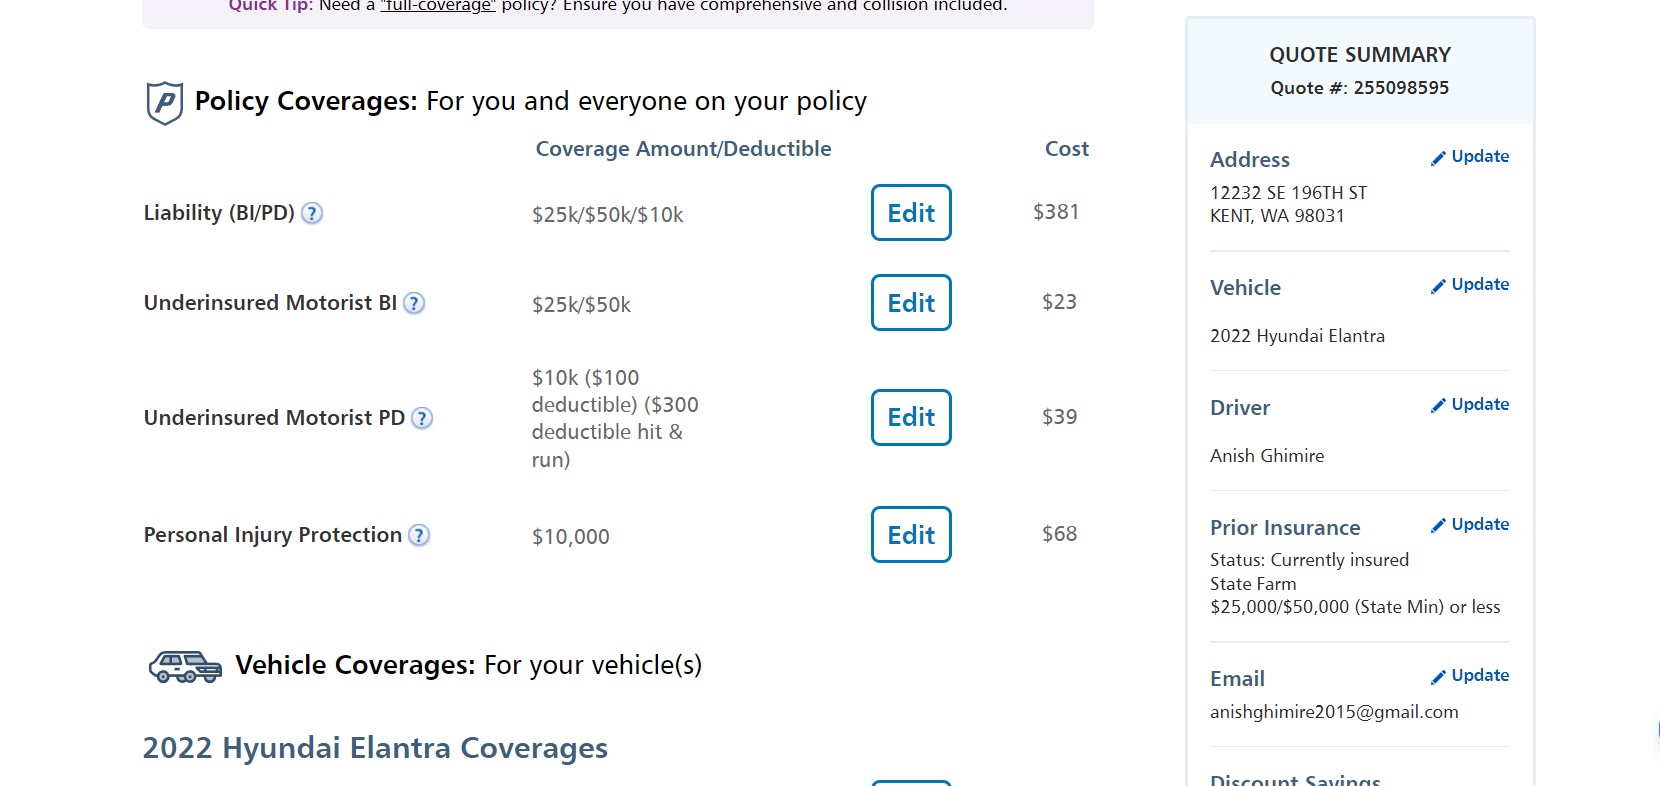 Quick Tip: Need a "full-coverage" policy? Ensure you have comprehensive and collision included.
Policy Coverages: For you and everyone on your policy
Coverage Amount/Deductible Cost
Liability (BI/PD) ? $25k/$50k/$10k Edit $381
Underinsured Motorist BI ? $25k/$50k Edit $23
Underinsured Motorist PD ? $10k ($100
deductible) ($300
deductible hit &
run) Edit $39
Personal Injury Protection ? $10,000 Edit $68
Vehicle Coverages: For your vehicle(s)
2022 Hyundai Elantra Coverages
QUOTE SUMMARY
Quote #: 255098595
Address Update
12232 SE 196TH ST
KENT, WA 98031
Vehicle Update
2022 Hyundai Elantra
Driver Update
Anish Ghimire
Prior Insurance Update
Status: Currently insured
State Farm
$25,000/$50,000 (State Min) or less
Email Update
anishghimire2015@gmail.com
Discount Savings